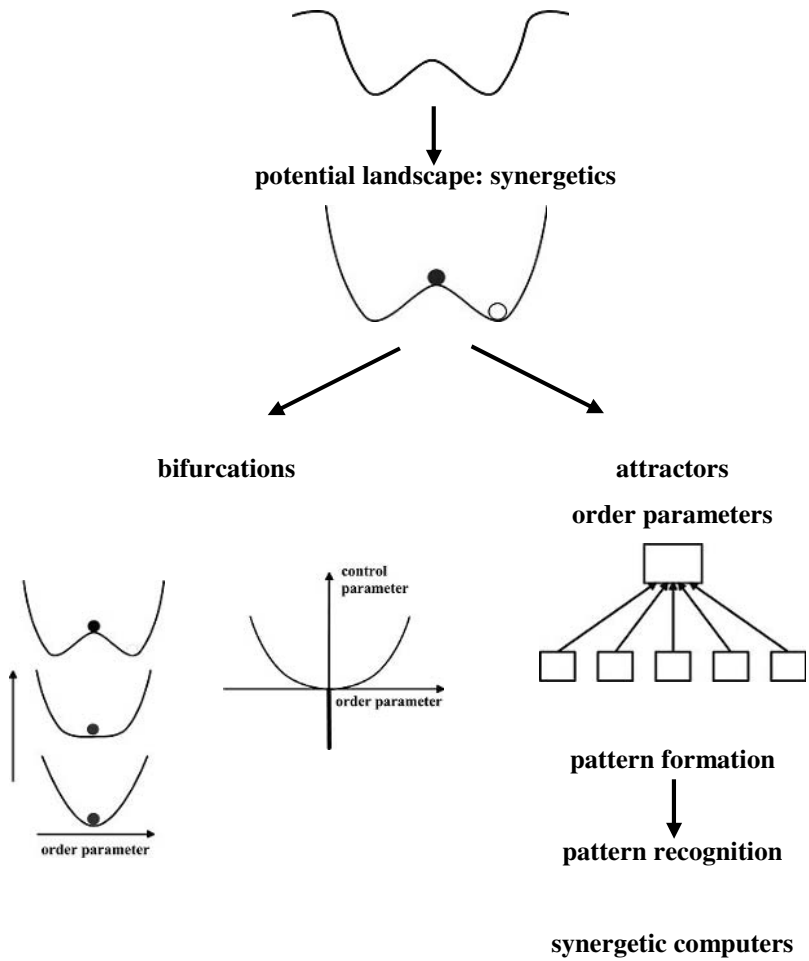 potential landscape: synergetics
bifurcations
attractors
order parameters
control
parameter
order parameter
order parameter
pattern formation
pattern recognition
synergetic computers